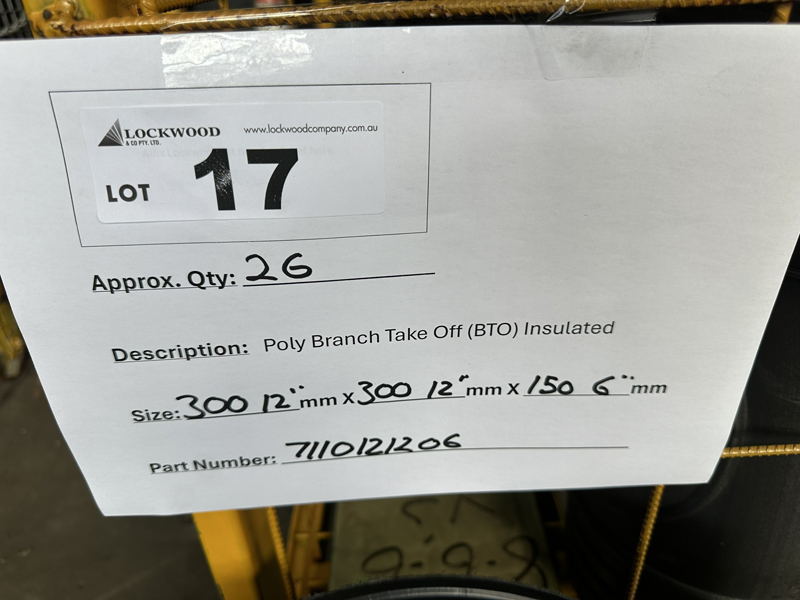 LOCKWOOD www.lockwoodcompany.com.au
& CO PTY. LTD.
LOT 17
Approx. Qty: 26
Description: Poly Branch Take Off (BTO) Insulated
Size: 300 12" mm x 300 12" mm x 150 6" mm
Part Number: 7110121206